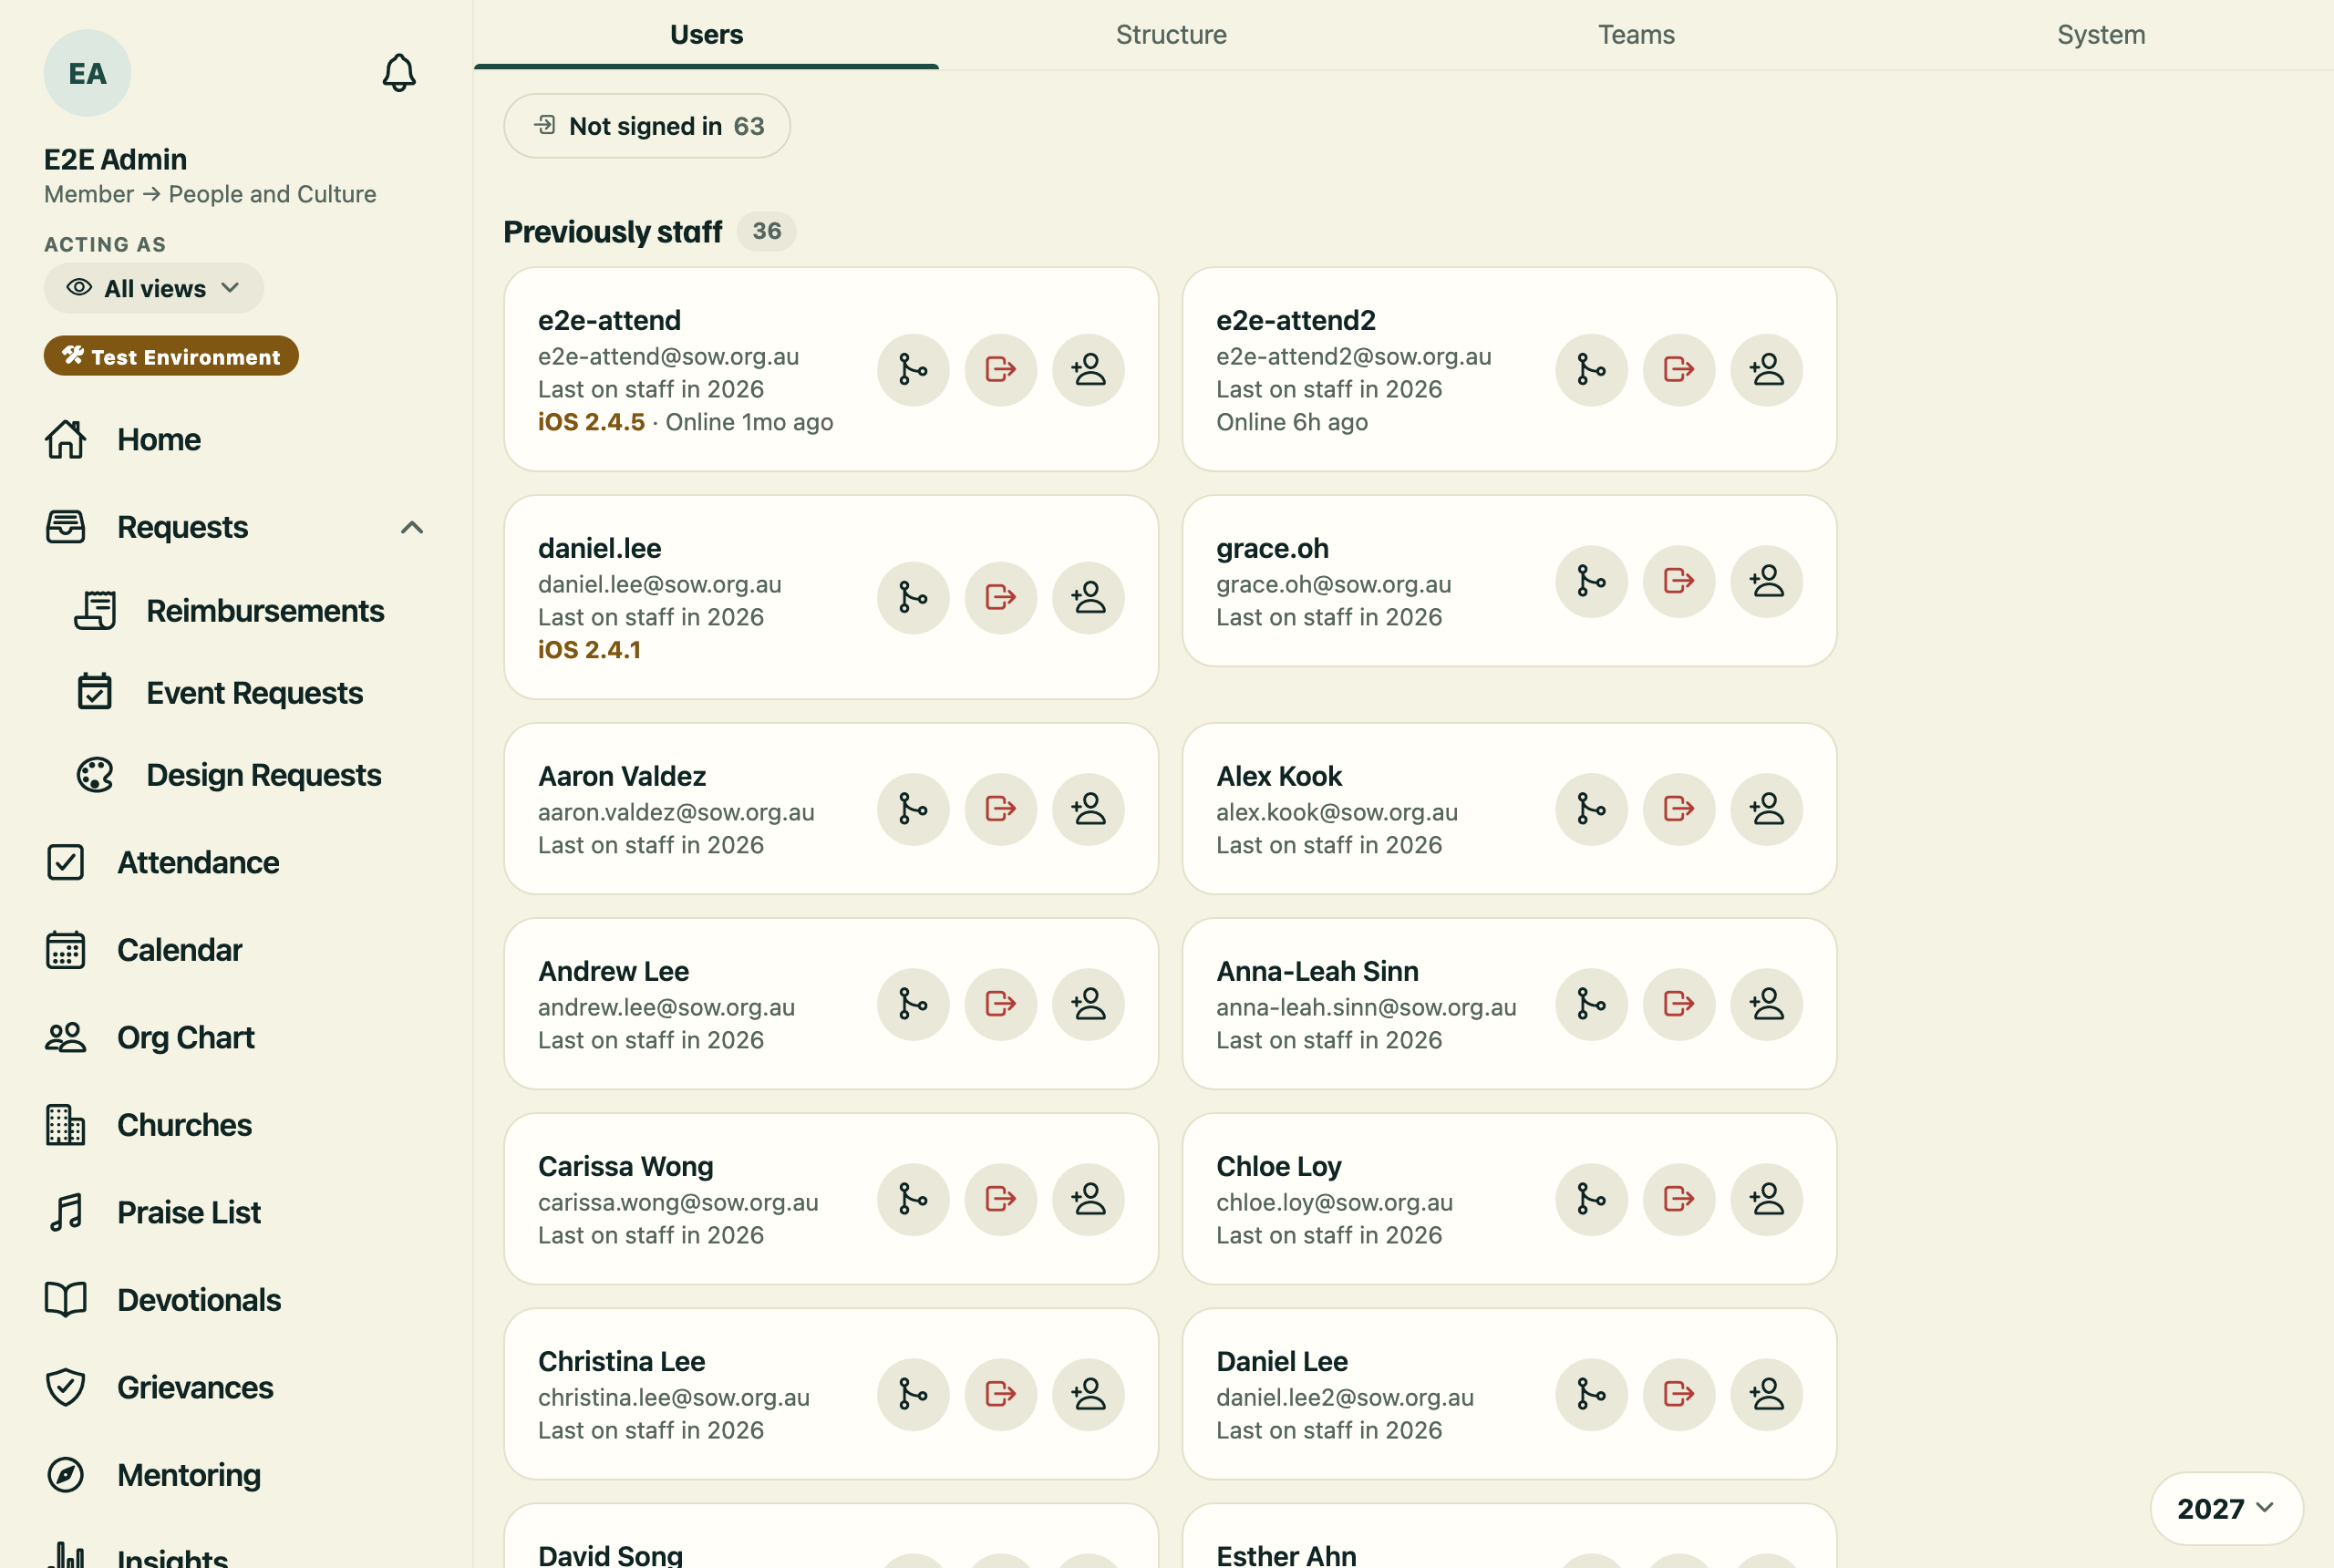 EA
E2E Admin
Member → People and Culture
ACTING AS
All views
Test Environment
Home
Requests
Reimbursements
Event Requests
Design Requests
Attendance
Calendar
Org Chart
Churches
Praise List
Devotionals
Grievances
Mentoring
Insights
Users
Structure
Teams
System
Not signed in 63
Previously staff 36
e2e-attend
e2e-attend@sow.org.au
Last on staff in 2026
iOS 2.4.5 · Online 1mo ago
e2e-attend2
e2e-attend2@sow.org.au
Last on staff in 2026
Online 6h ago
daniel.lee
daniel.lee@sow.org.au
Last on staff in 2026
iOS 2.4.1
grace.oh
grace.oh@sow.org.au
Last on staff in 2026
Aaron Valdez
aaron.valdez@sow.org.au
Last on staff in 2026
Alex Kook
alex.kook@sow.org.au
Last on staff in 2026
Andrew Lee
andrew.lee@sow.org.au
Last on staff in 2026
Anna-Leah Sinn
anna-leah.sinn@sow.org.au
Last on staff in 2026
Carissa Wong
carissa.wong@sow.org.au
Last on staff in 2026
Chloe Loy
chloe.loy@sow.org.au
Last on staff in 2026
Christina Lee
christina.lee@sow.org.au
Last on staff in 2026
Daniel Lee
daniel.lee2@sow.org.au
Last on staff in 2026
David Song
Esther Ahn
2027